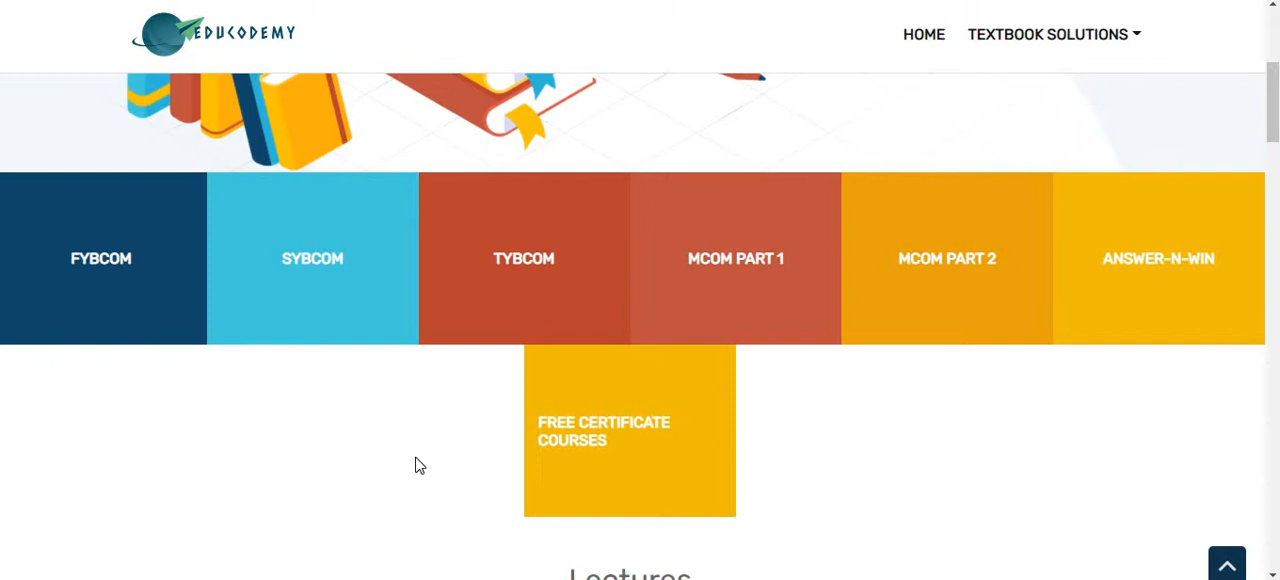 EDUCODEMY
HOME TEXTBOOK SOLUTIONS
FYBCOM SYBCOM TYBCOM MCOM PART 1 MCOM PART 2 ANSWER-N-WIN
FREE CERTIFICATE
COURSES
Lectures